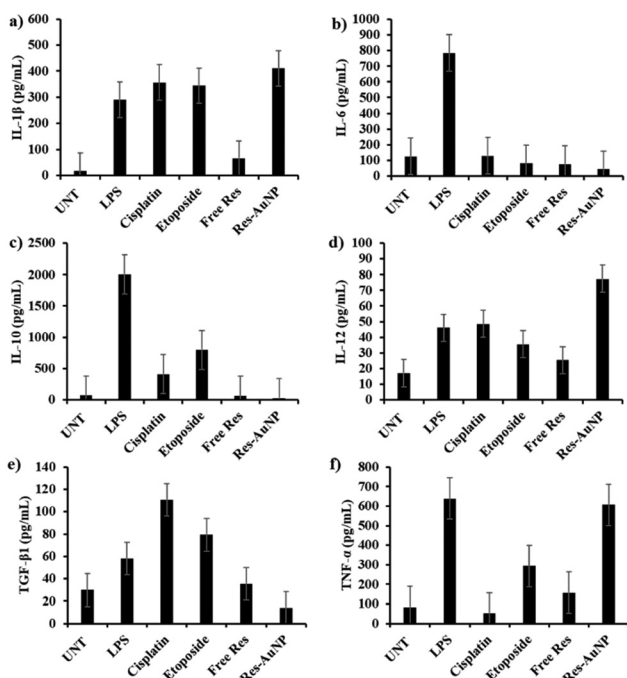 a)
IL-1β (pg/mL)
600
500
400
300
200
100
0
UNT
LPS
Cisplatin
Etoposide
Free Res
Res-AuNP
b)
IL-6 (pg/mL)
1000
900
800
700
600
500
400
300
200
100
0
UNT
LPS
Cisplatin
Etoposide
Free Res
Res-AuNP
c)
IL-10 (pg/mL)
2500
2000
1500
1000
500
0
UNT
LPS
Cisplatin
Etoposide
Free Res
Res-AuNP
d)
IL-12 (pg/mL)
100
90
80
70
60
50
40
30
20
10
0
UNT
LPS
Cisplatin
Etoposide
Free Res
Res-AuNP
e)
TGF-β1 (pg/mL)
140
120
100
80
60
40
20
0
UNT
LPS
Cisplatin
Etoposide
Free Res
Res-AuNP
f)
TNF-α (pg/mL)
800
700
600
500
400
300
200
100
0
UNT
LPS
Cisplatin
Etoposide
Free Res
Res-AuNP